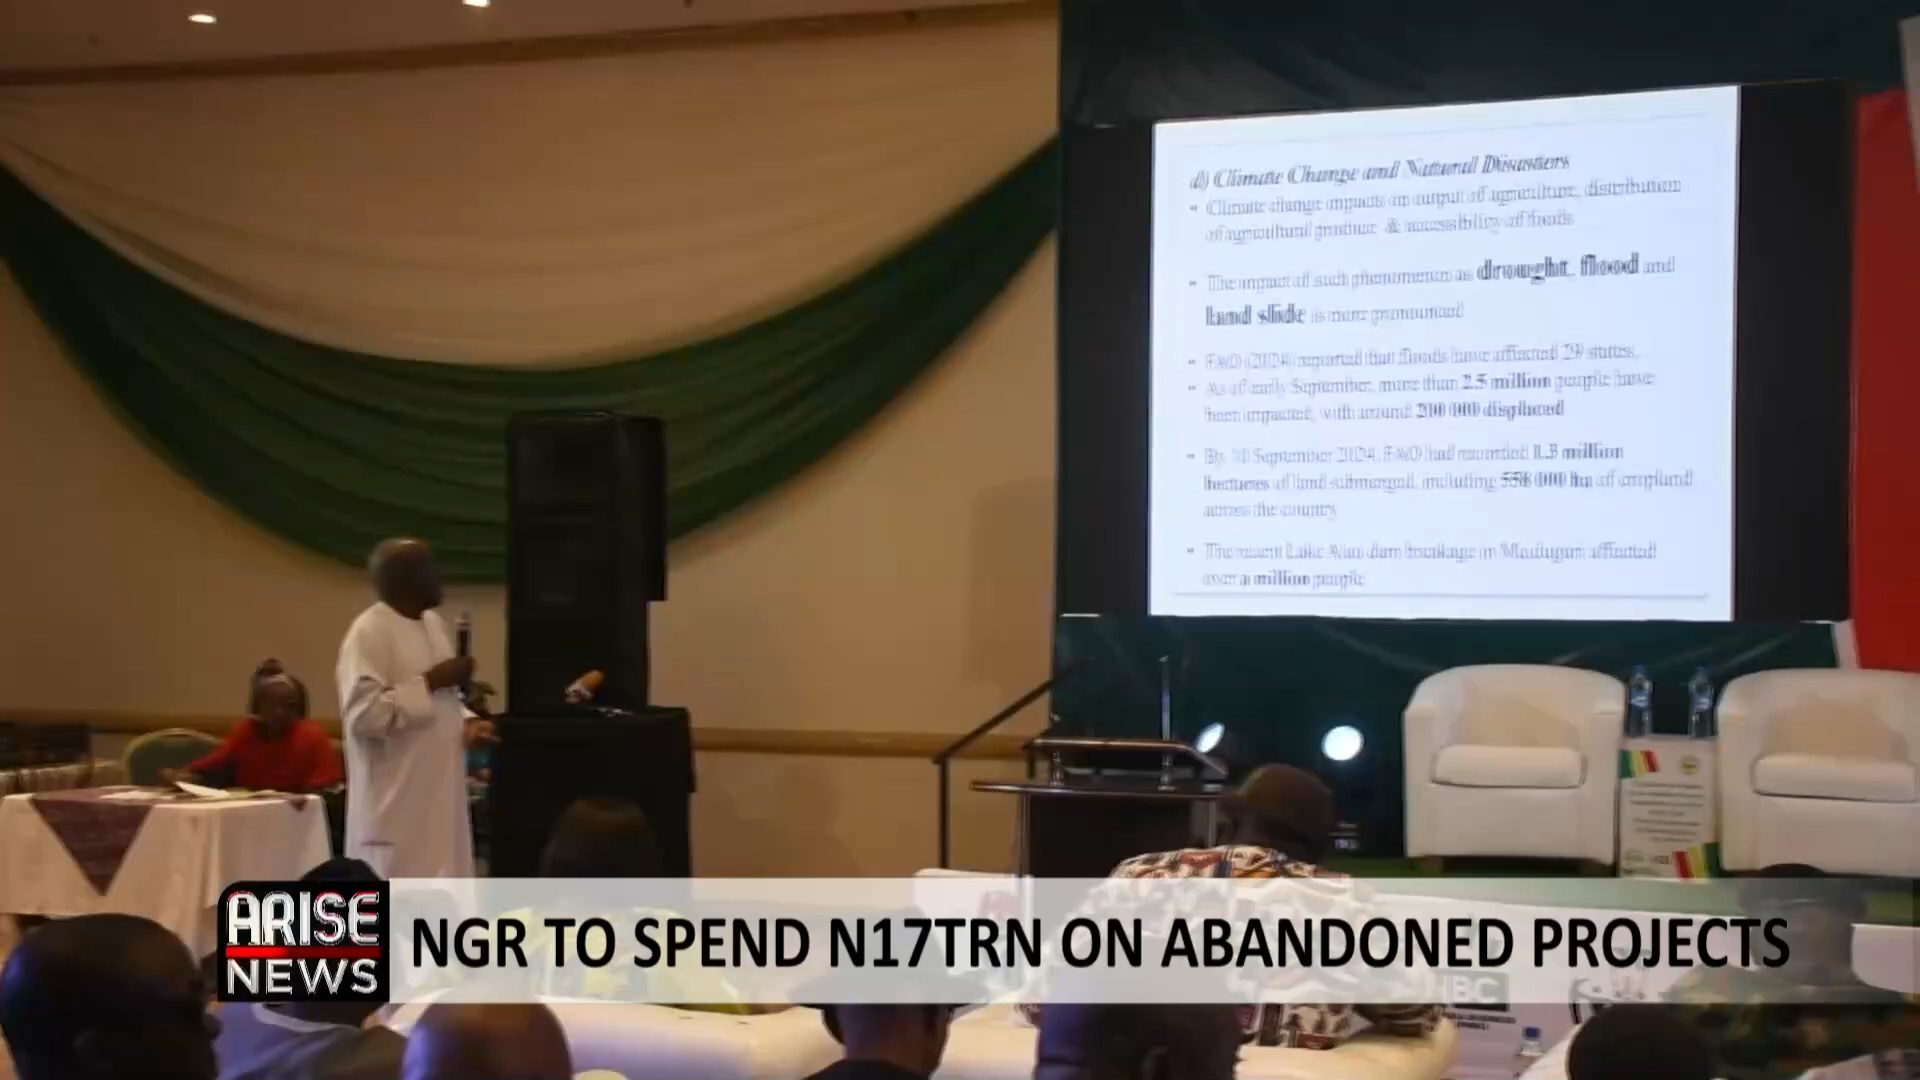 d) Climate Change and Natural Disasters
- Climate change impacts on output of agriculture, distribution
of agricultural produce & accessibility of foods
- The impact of such phenomenon as drought, flood and
land slide is more pronounced
- FAO (2024) reported that floods have affected 29 states.
- As of early September, more than 2.5 million people have
been impacted, with around 200 000 displaced
- By 10 September 2024, FAO had recorded 1.3 million
hectares of land submerged, including 558 000 ha of cropland
across the country
- The recent Lake Alau dam breakage in Maiduguri affected
over a million people
ARISE
NEWS
NGR TO SPEND N17TRN ON ABANDONED PROJECTS